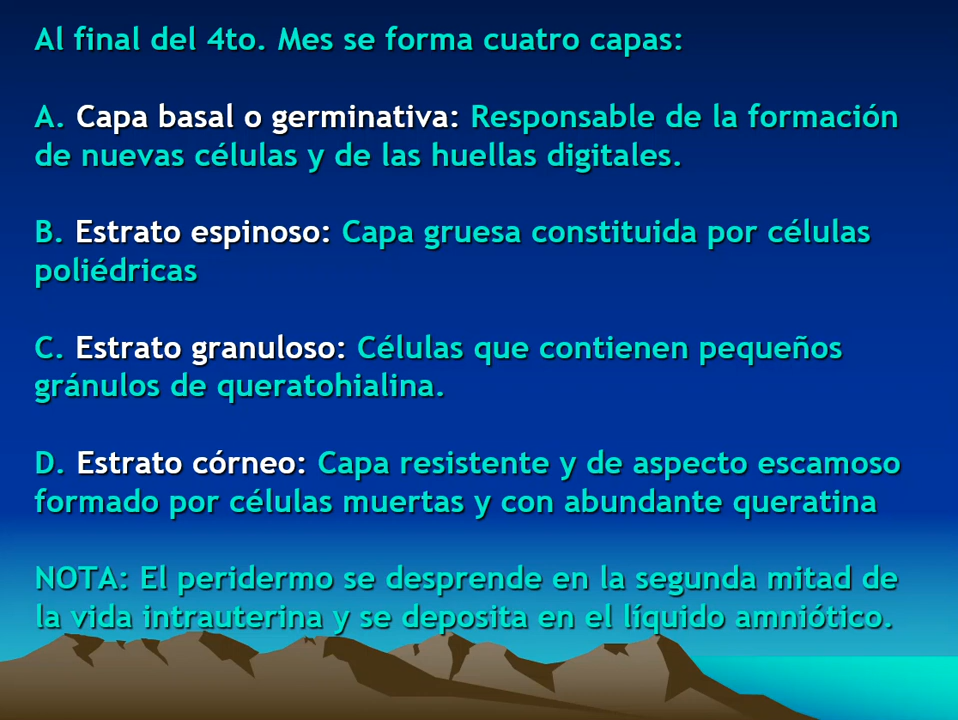 Al final del 4to. Mes se forma cuatro capas:
A. Capa basal o germinativa: Responsable de la formación
de nuevas células y de las huellas digitales.
B. Estrato espinoso: Capa gruesa constituida por células
poliédricas
C. Estrato granuloso: Células que contienen pequeños
gránulos de queratohialina.
D. Estrato córneo: Capa resistente y de aspecto escamoso
formado por células muertas y con abundante queratina
NOTA: El peridermo se desprende en la segunda mitad de
la vida intrauterina y se deposita en el líquido amniótico.